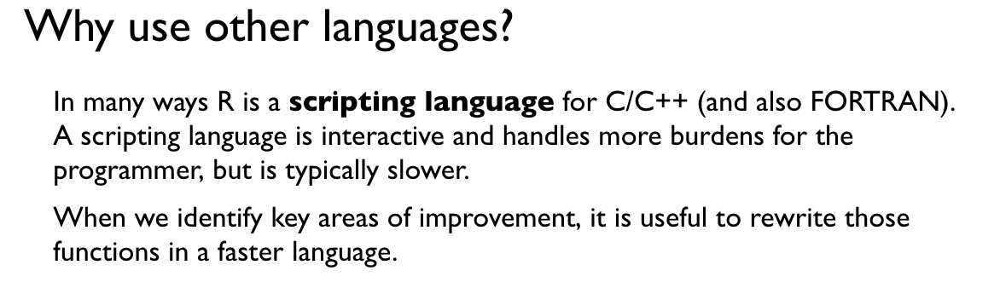 Why use other languages?
In many ways R is a scripting language for C/C++ (and also FORTRAN).
A scripting language is interactive and handles more burdens for the
programmer, but is typically slower.
When we identify key areas of improvement, it is useful to rewrite those
functions in a faster language.